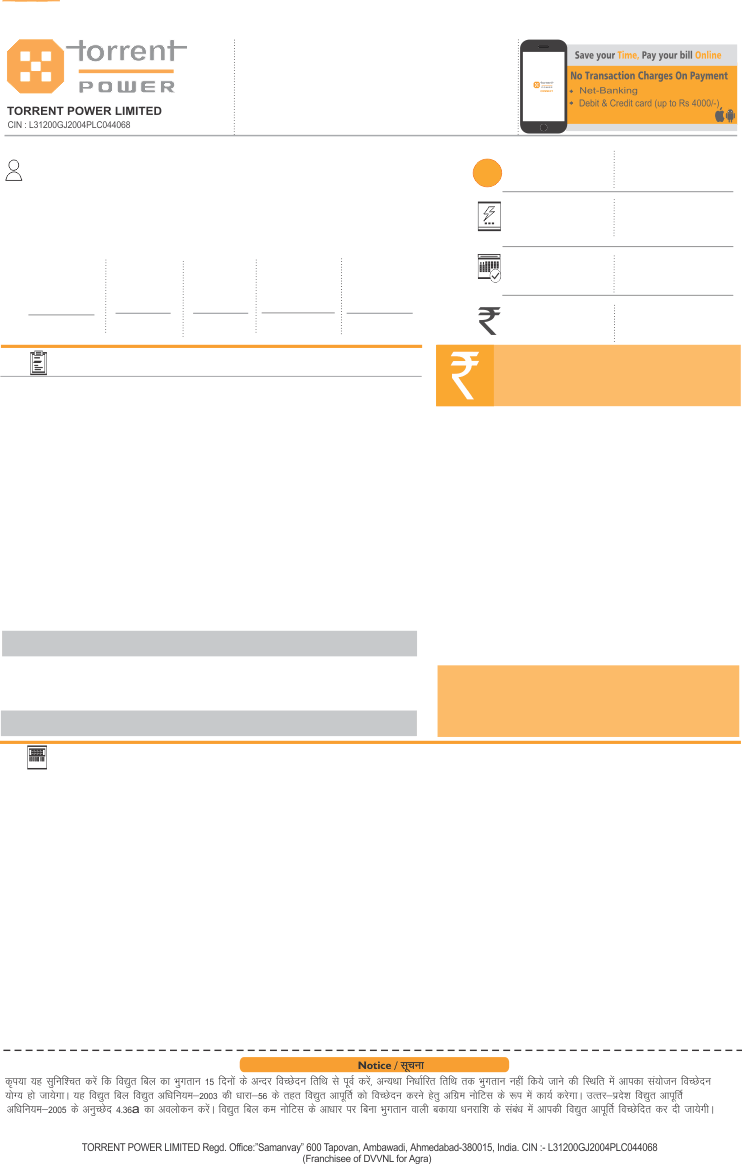 torrent
POWER
TORRENT POWER LIMITED
CIN : L31200GJ2004PLC044068
Save your Time, Pay your bill Online
No Transaction Charges On Payment
• Net-Banking
• Debit & Credit card (up to Rs 4000/-)
₹
₹
Notice / सूचना
कृपया यह सुनिश्चित करें कि विद्युत बिल का भुगतान 15 दिनों के अन्दर विच्छेदन तिथि से पूर्व करें, अन्यथा निर्धारित तिथि तक भुगतान नहीं किये जाने की स्थिति में आपका संयोजन विच्छेदन
योग्य हो जायेगा। यह विद्युत बिल विद्युत अधिनियम–2003 की धारा–56 के तहत विद्युत आपूर्ति को विच्छेदन करने हेतु अग्रिम नोटिस के रूप में कार्य करेगा। उत्तर–प्रदेश विद्युत आपूर्ति
अधिनियम–2005 के अनुच्छेद 4.36a का अवलोकन करें। विद्युत बिल कम नोटिस के आधार पर बिना भुगतान वाली बकाया धनराशि के संबंध में आपकी विद्युत आपूर्ति विच्छेदित कर दी जायेगी।
TORRENT POWER LIMITED Regd. Office:"Samanvay" 600 Tapovan, Ambawadi, Ahmedabad-380015, India. CIN :- L31200GJ2004PLC044068
(Franchisee of DVVNL for Agra)